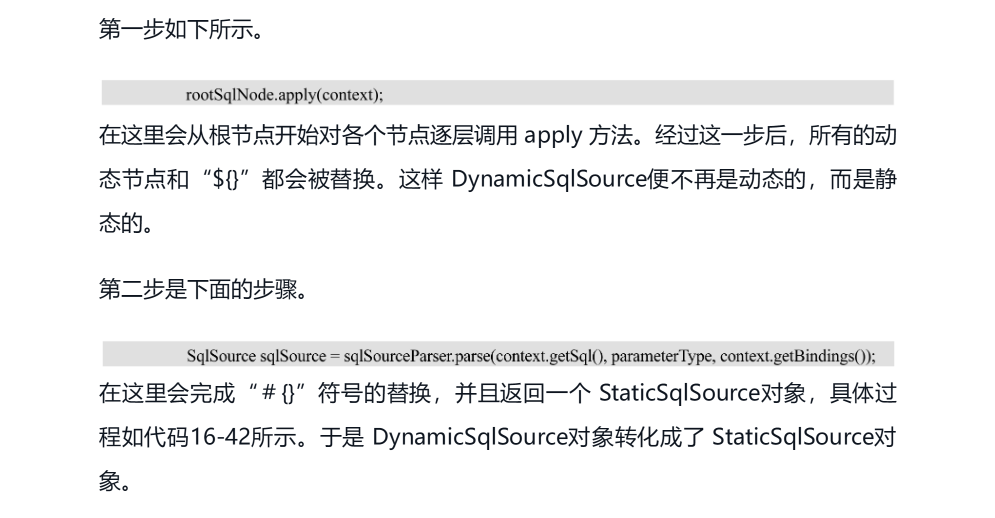 第一步如下所示。
rootSqlNode.apply(context);
在这里会从根节点开始对各个节点逐层调用 apply 方法。经过这一步后，所有的动
态节点和“${}”都会被替换。这样 DynamicSqlSource便不再是动态的，而是静
态的。
第二步是下面的步骤。
SqlSource sqlSource = sqlSourceParser.parse(context.getSql(), parameterType, context.getBindings());
在这里会完成“＃{}”符号的替换，并且返回一个 StaticSqlSource对象，具体过
程如代码16-42所示。于是 DynamicSqlSource对象转化成了 StaticSqlSource对
象。